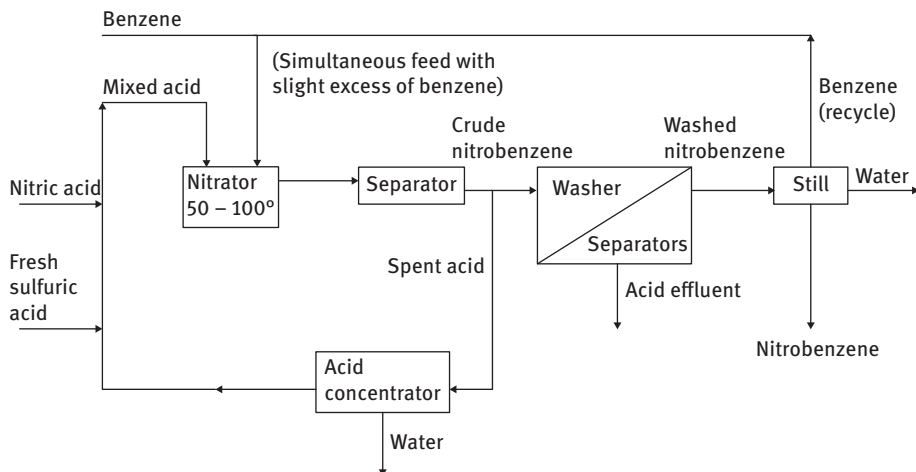 Benzene
(Simultaneous feed with
slight excess of benzene)
Mixed acid
Benzene
(recycle)
Crude
nitrobenzene
Washed
nitrobenzene
Nitric acid
Nitrator
50 – 100°
Separator
Washer
Separators
Still
Water
Fresh
sulfuric
acid
Spent acid
Acid effluent
Nitrobenzene
Acid
concentrator
Water